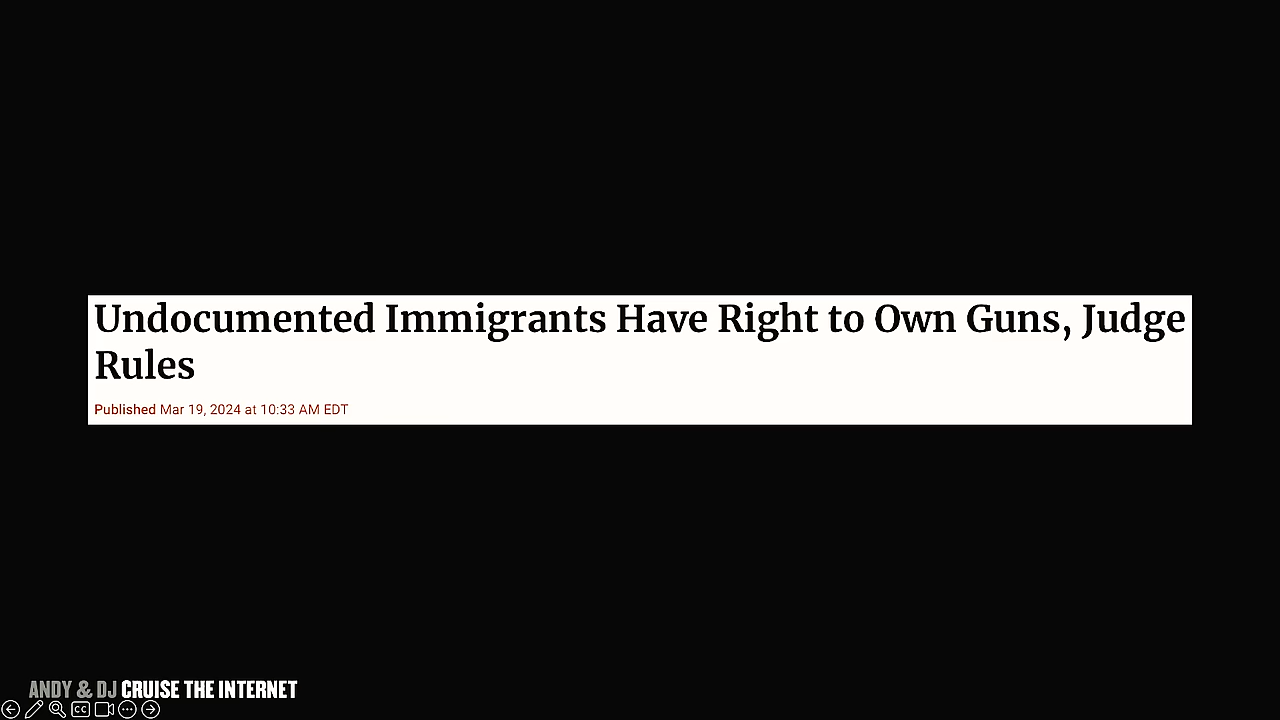 Undocumented Immigrants Have Right to Own Guns, Judge
Rules
Published Mar 19, 2024 at 10:33 AM EDT
ANDY & DJ CRUISE THE INTERNET
CC